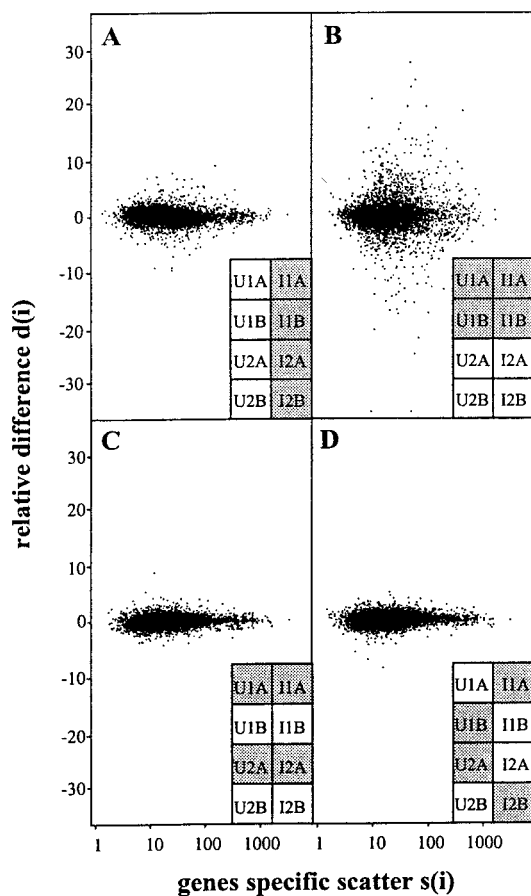 A
B
30
20
10
0
-10
-20
-30
U1A I1A
U1B I1B
U2A I2A
U2B I2B
U1A I1A
U1B I1B
U2A I2A
U2B I2B
relative difference d(i)
C
D
30
20
10
0
-10
-20
-30
U1A I1A
U1B I1B
U2A I2A
U2B I2B
U1A I1A
U1B I1B
U2A I2A
U2B I2B
1 10 100 1000
1 10 100 1000
genes specific scatter s(i)